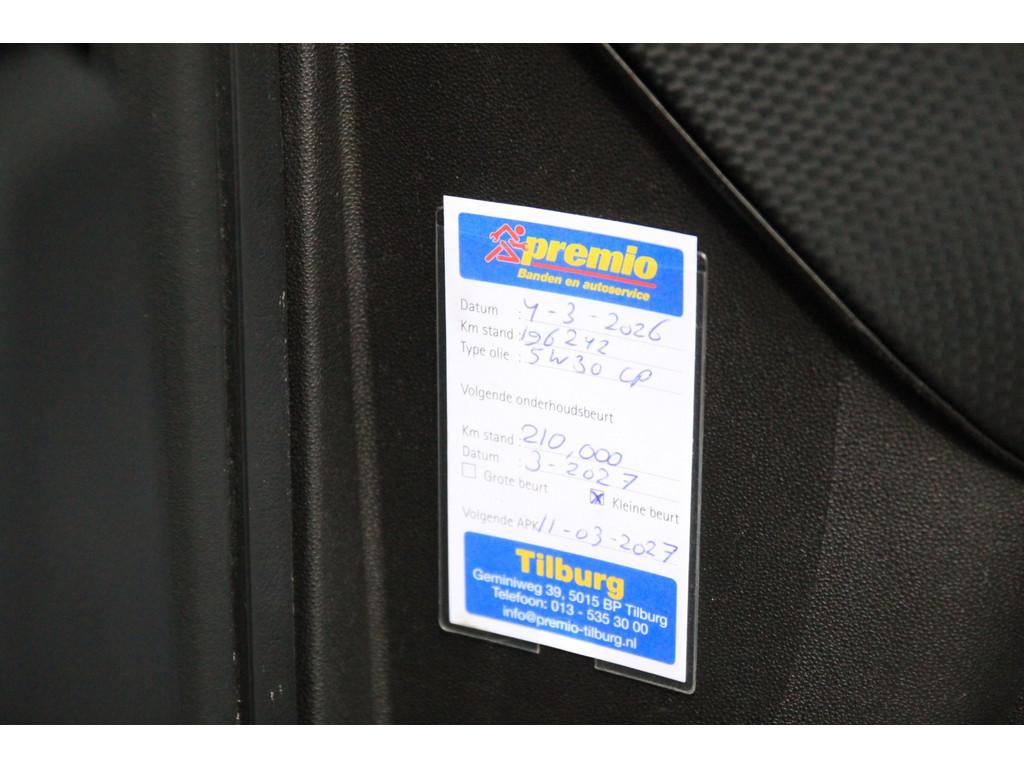 premio
Banden en autoservice
Datum : 4-3-2026
Km stand : 196242
Type olie : 5W30 CP
Volgende onderhoudsbeurt
Km stand : 210,000
Datum : 3-2027
Grote beurt ☒ Kleine beurt
Volgende APK 11-03-2027
Tilburg
Geminiweg 39, 5015 BP Tilburg
Telefoon: 013 - 535 30 00
info@premio-tilburg.nl